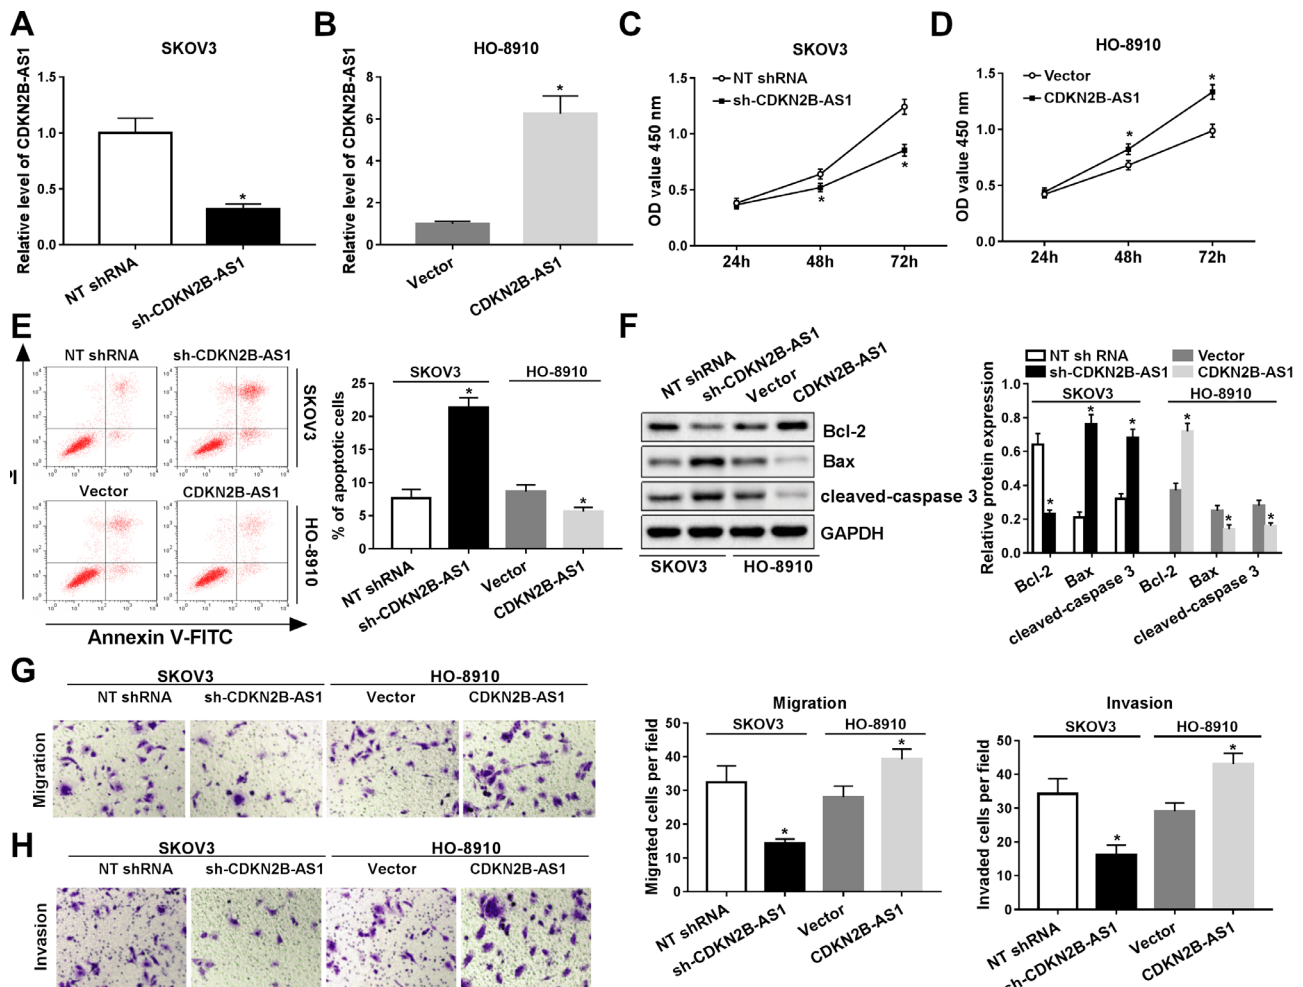 A
SKOV3
Relative level of CDKN2B-AS1
1.5
1.0
0.5
0.0
NT shRNA
*
sh-CDKN2B-AS1
B
HO-8910
Relative level of CDKN2B-AS1
8
6
4
2
0
Vector
*
CDKN2B-AS1
C
SKOV3
OD value 450 nm
1.5
1.0
0.5
0.0
NT shRNA
sh-CDKN2B-AS1
*
*
24h 48h 72h
D
HO-8910
OD value 450 nm
1.5
1.0
0.5
0.0
Vector
CDKN2B-AS1
*
*
24h 48h 72h
E
NT shRNA sh-CDKN2B-AS1
SKOV3
Vector CDKN2B-AS1
HO-8910
PI
Annexin V-FITC
10⁰ 10¹ 10² 10³ 10⁴
% of apoptotic cells
25
20
15
10
5
0
SKOV3 HO-8910
*
*
NT shRNA
sh-CDKN2B-AS1
Vector
CDKN2B-AS1
F
NT shRNA
sh-CDKN2B-AS1
Vector
CDKN2B-AS1
Bcl-2
Bax
cleaved-caspase 3
GAPDH
SKOV3 HO-8910
NT sh RNA Vector
sh-CDKN2B-AS1 CDKN2B-AS1
SKOV3 HO-8910
Relative protein expression
1.0
0.8
0.6
0.4
0.2
0.0
* * * * * *
Bcl-2
Bax
cleaved-caspase 3
Bcl-2
Bax
cleaved-caspase 3
G
SKOV3 HO-8910
NT shRNA sh-CDKN2B-AS1 Vector CDKN2B-AS1
Migration
Migration
SKOV3 HO-8910
Migrated cells per field
50
40
30
20
10
0
*
*
NT shRNA
sh-CDKN2B-AS1
Vector
CDKN2B-AS1
H
SKOV3 HO-8910
NT shRNA sh-CDKN2B-AS1 Vector CDKN2B-AS1
Invasion
Invasion
SKOV3 HO-8910
Invaded cells per field
50
40
30
20
10
0
*
*
NT shRNA
sh-CDKN2B-AS1
Vector
CDKN2B-AS1